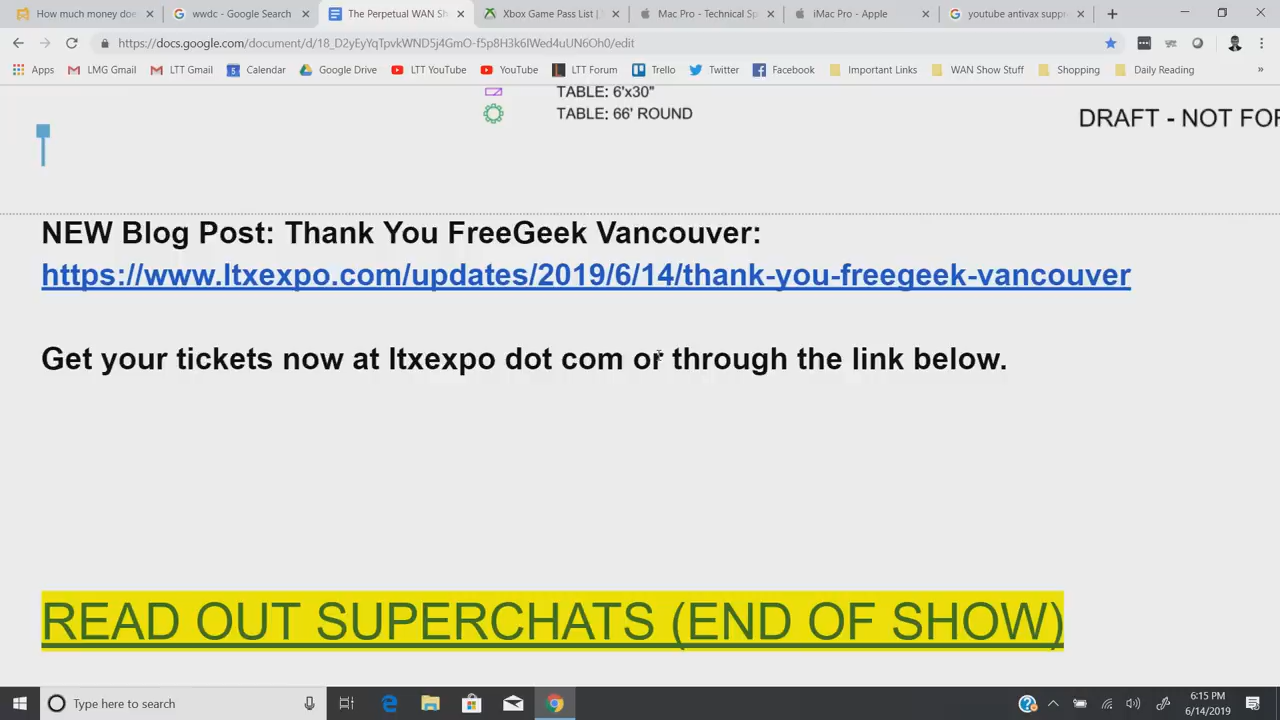 How much money doe
wwdc - Google Search
The Perpetual WAN Sh
Xbox Game Pass List |
Mac Pro - Technical Sp
iMac Pro - Apple
youtube antivax supp
https://docs.google.com/document/d/18_D2yEyYqTpvkWND5j4GmO-f5p8H3k6IWed4uUN6Oh0/edit
Apps
LMG Gmail
LTT Gmail
Calendar
Google Drive
LTT YouTube
YouTube
LTT Forum
Trello
Twitter
Facebook
Important Links
WAN Show Stuff
Shopping
Daily Reading
»
TABLE: 6'x30"
TABLE: 66' ROUND
DRAFT - NOT FOR
NEW Blog Post: Thank You FreeGeek Vancouver:
https://www.ltxexpo.com/updates/2019/6/14/thank-you-freegeek-vancouver
Get your tickets now at ltxexpo dot com or through the link below.
READ OUT SUPERCHATS (END OF SHOW)
Type here to search
6:15 PM
6/14/2019